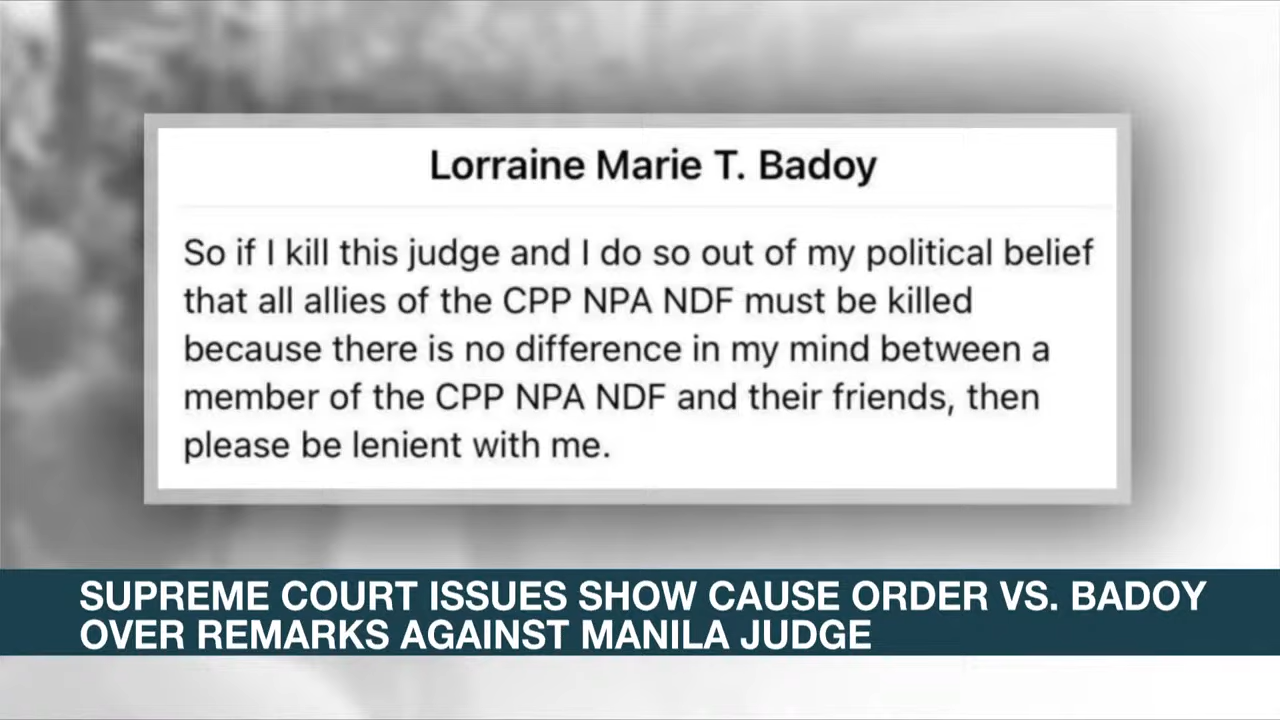 Lorraine Marie T. Badoy
So if I kill this judge and I do so out of my political belief
that all allies of the CPP NPA NDF must be killed
because there is no difference in my mind between a
member of the CPP NPA NDF and their friends, then
please be lenient with me.
SUPREME COURT ISSUES SHOW CAUSE ORDER VS. BADOY
OVER REMARKS AGAINST MANILA JUDGE